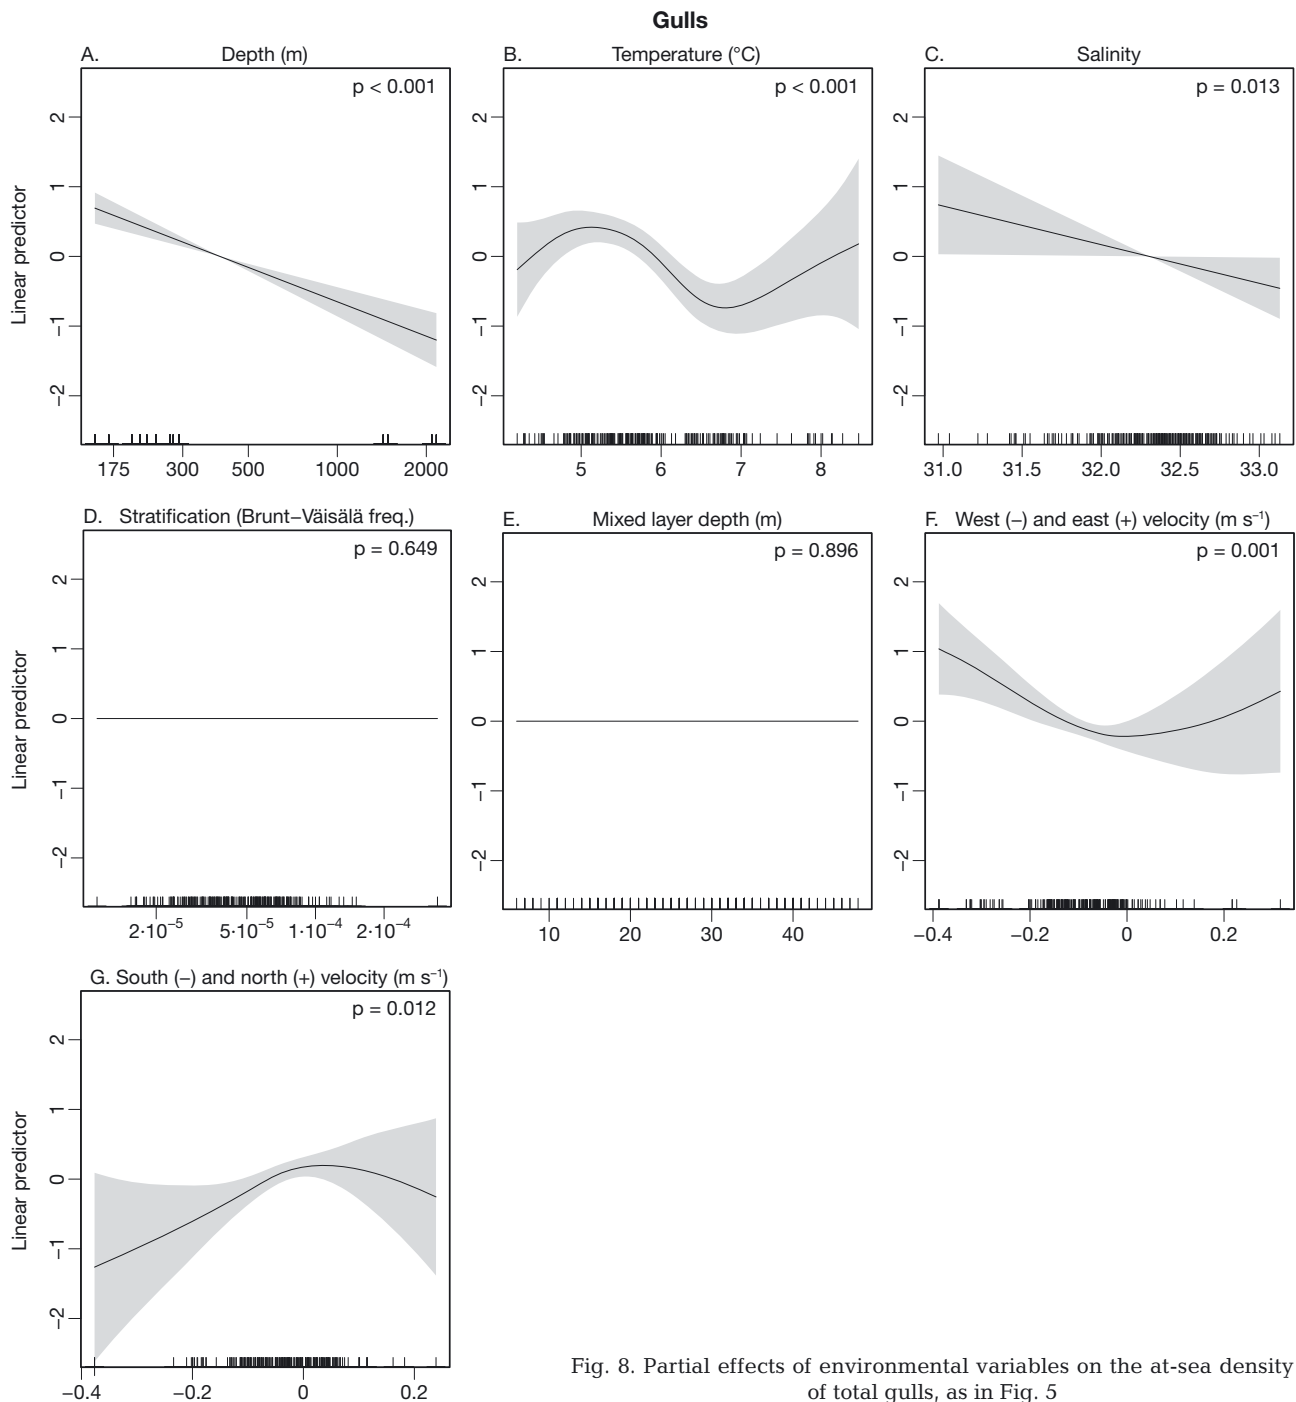 Gulls
A. Depth (m)
B. Temperature (°C)
C. Salinity
p < 0.001
p < 0.001
p = 0.013
Linear predictor
2
1
0
−1
−2
2
1
0
−1
−2
2
1
0
−1
−2
175 300 500 1000 2000
5 6 7 8
31.0 31.5 32.0 32.5 33.0
D. Stratification (Brunt−Väisälä freq.)
E. Mixed layer depth (m)
F. West (−) and east (+) velocity (m s⁻¹)
p = 0.649
p = 0.896
p = 0.001
Linear predictor
2
1
0
−1
−2
2
1
0
−1
−2
2
1
0
−1
−2
2·10⁻⁵ 5·10⁻⁵ 1·10⁻⁴ 2·10⁻⁴
10 20 30 40
−0.4 −0.2 0 0.2
G. South (−) and north (+) velocity (m s⁻¹)
p = 0.012
Linear predictor
2
1
0
−1
−2
−0.4 −0.2 0 0.2
Fig. 8. Partial effects of environmental variables on the at-sea density
of total gulls, as in Fig. 5